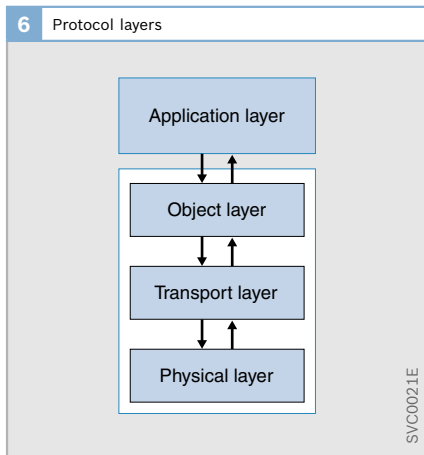 6 Protocol layers
Application layer
Object layer
Transport layer
Physical layer
SVC0021E